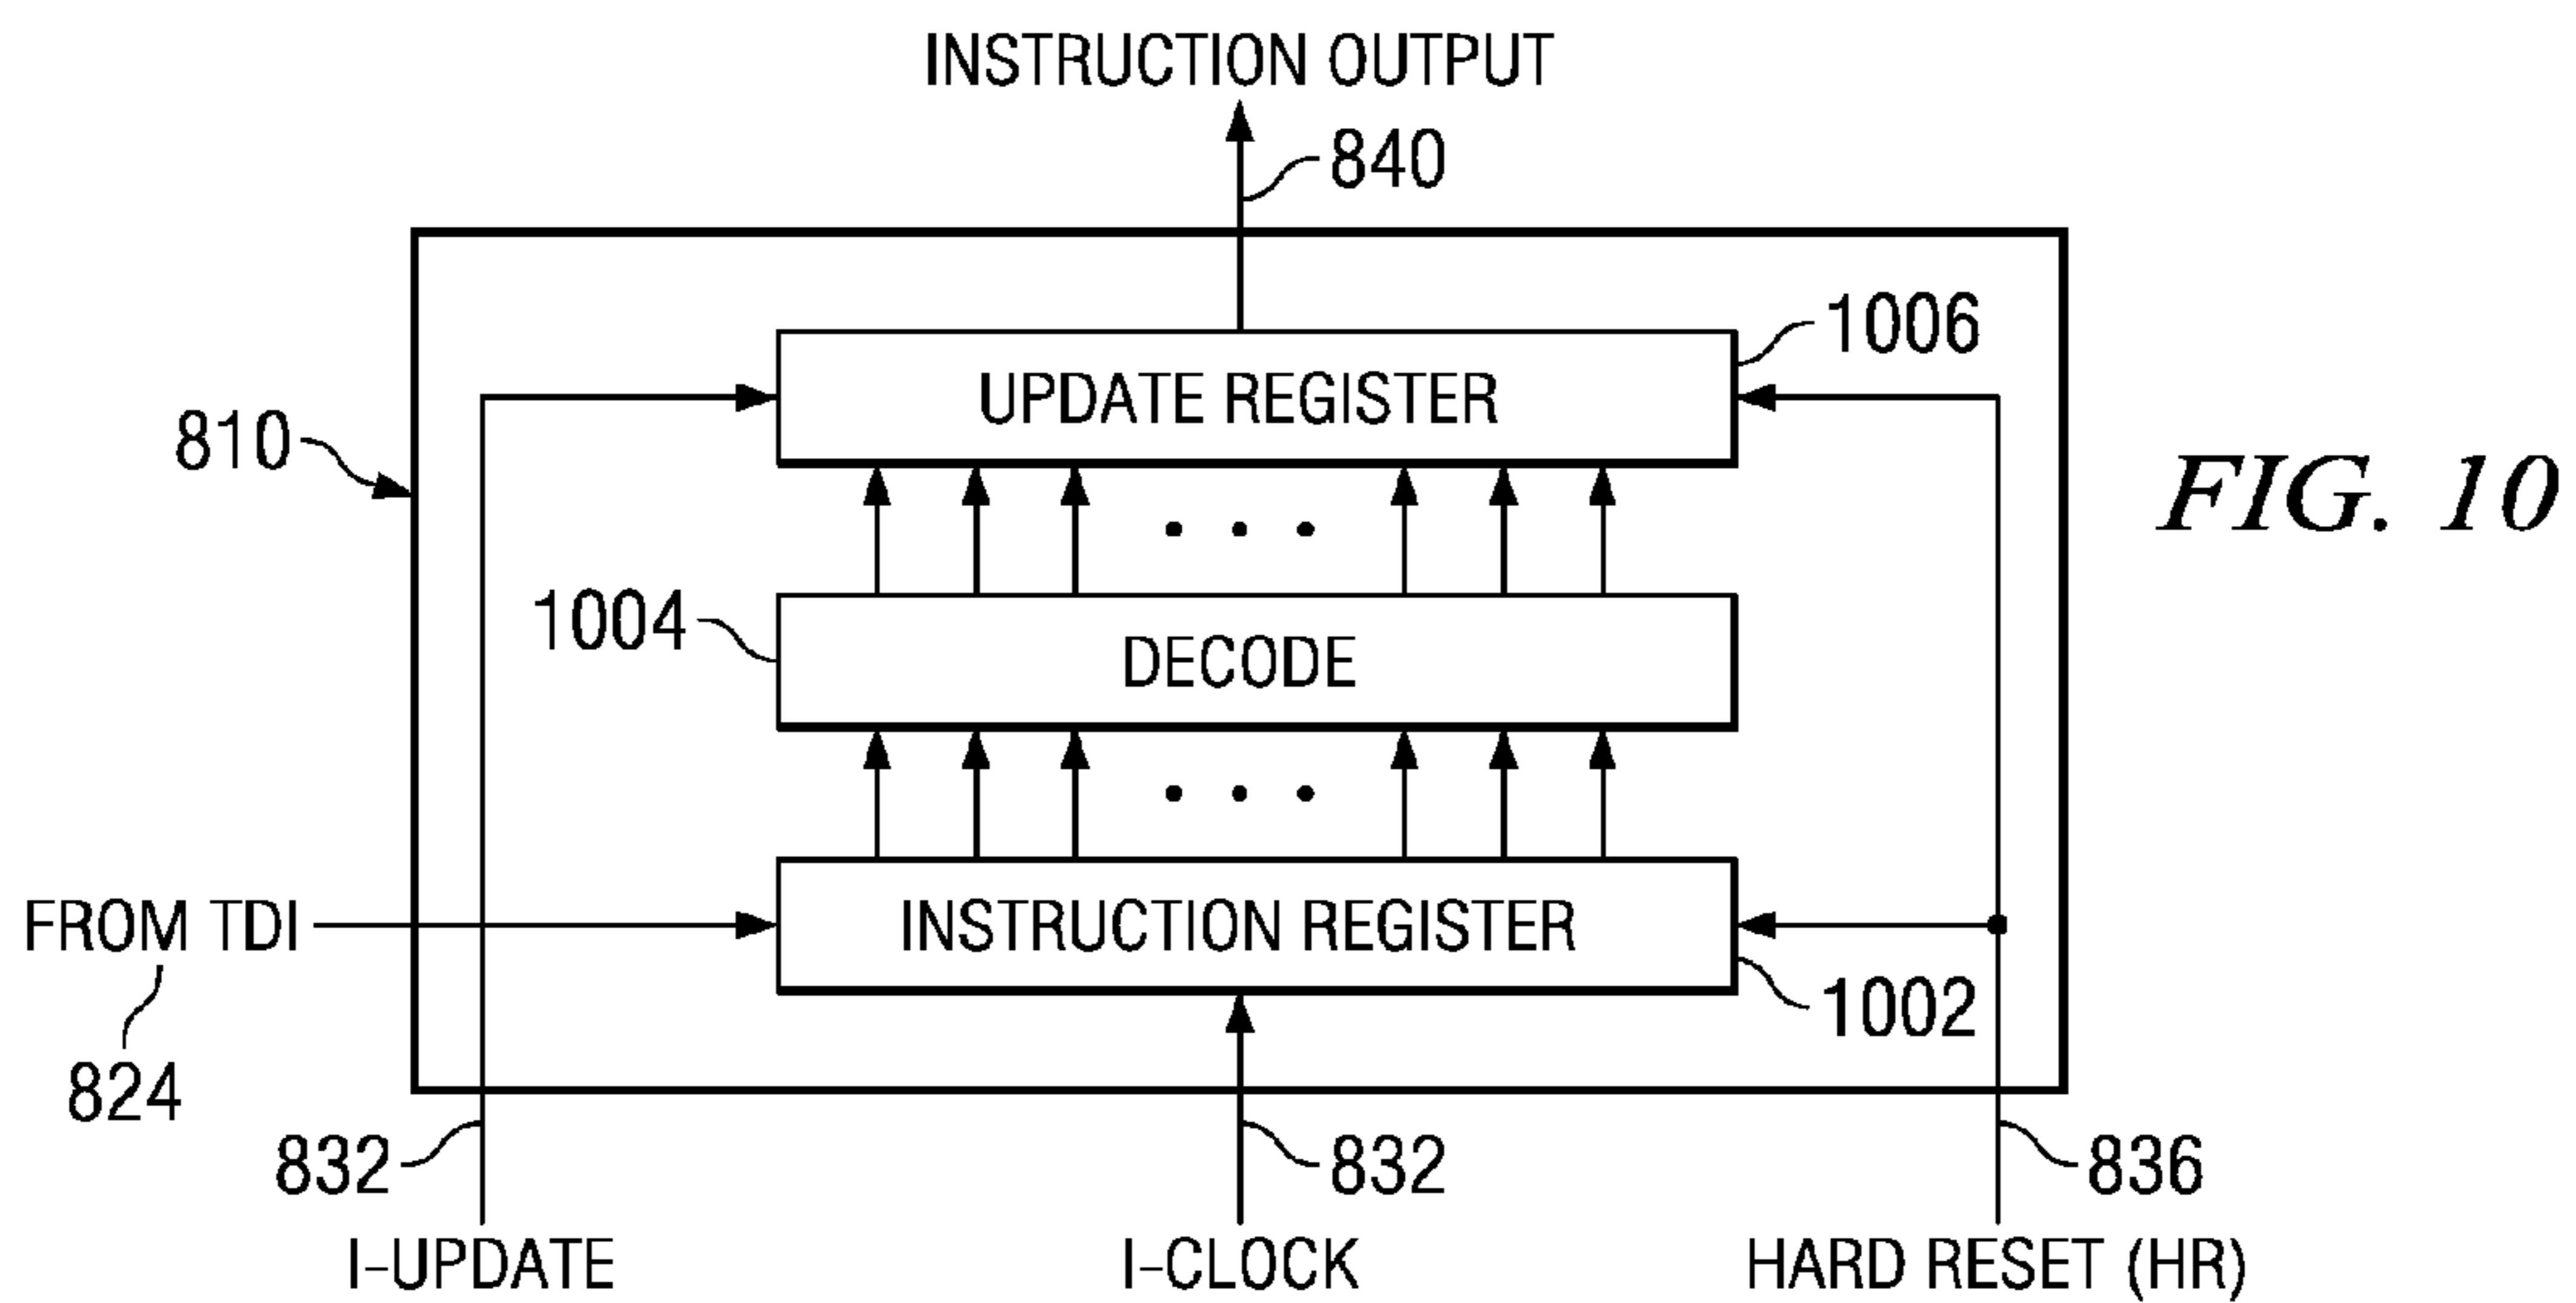 INSTRUCTION OUTPUT
840
1006
UPDATE REGISTER
810
FIG. 10
1004
DECODE
FROM TDI
INSTRUCTION REGISTER
1002
824
832
832
836
I-UPDATE
I-CLOCK
HARD RESET (HR)